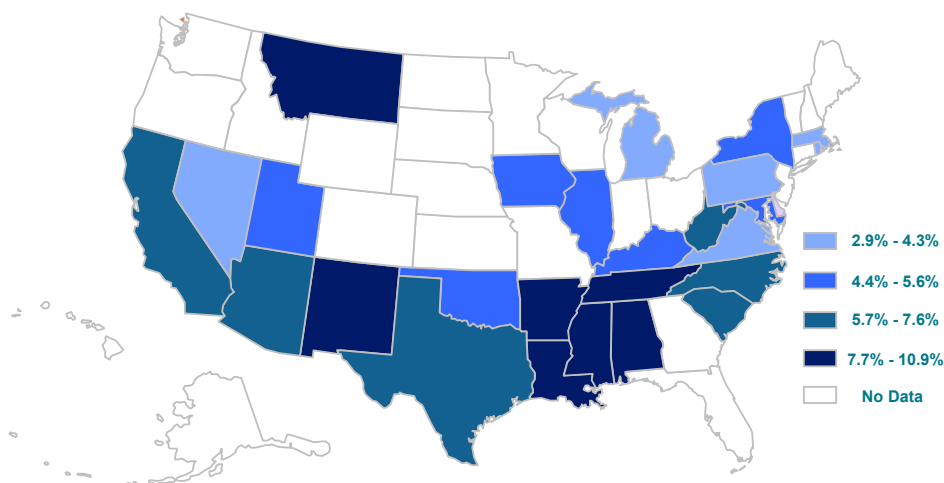 2.9% - 4.3%
4.4% - 5.6%
5.7% - 7.6%
7.7% - 10.9%
No Data